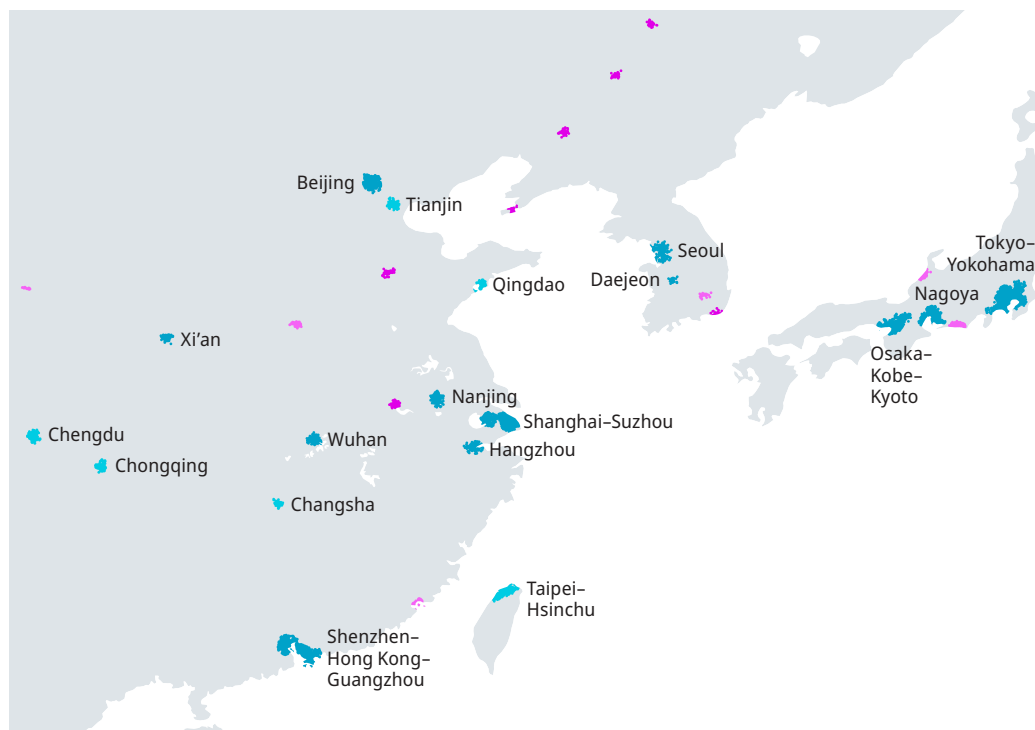 Beijing
Tianjin
Seoul
Tokyo–
Yokohama
Daejeon
Qingdao
Nagoya
Xi’an
Osaka–
Kobe–
Kyoto
Nanjing
Shanghai–Suzhou
Chengdu
Wuhan
Hangzhou
Chongqing
Changsha
Taipei–
Hsinchu
Shenzhen–
Hong Kong–
Guangzhou